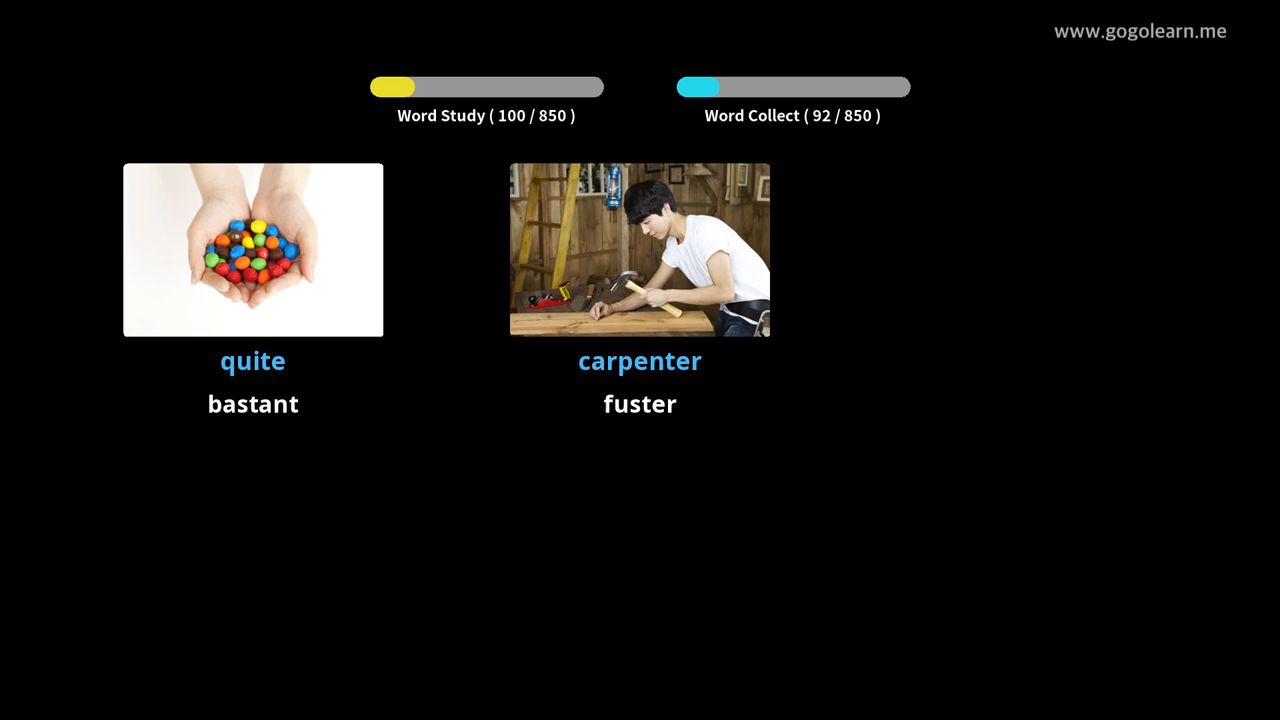 www.gogolearn.me
Word Study ( 100 / 850 )
Word Collect ( 92 / 850 )
quite
carpenter
bastant
fuster